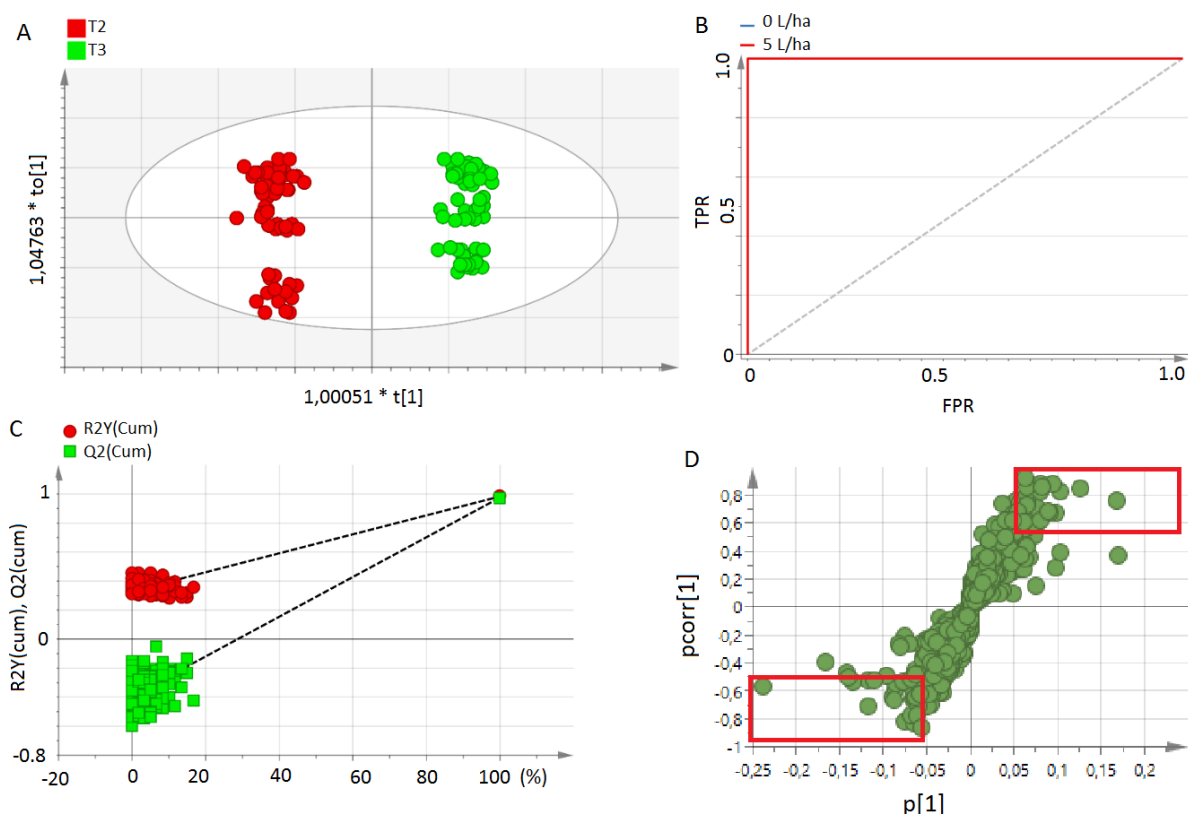 A
T2
T3
1,04763 * to[1]
1,00051 * t[1]
B
0 L/ha
5 L/ha
1.0
0.5
0
TPR
0
0.5
1.0
FPR
C
R2Y(Cum)
Q2(Cum)
1
0
-0.8
R2Y(cum), Q2(cum)
-20
0
20
40
60
80
100
(%)
D
0,8
0,6
0,4
0,2
0
-0,2
-0,4
-0,6
-0,8
-1
pcorr[1]
-0,25
-0,2
-0,15
-0,1
-0,05
0
0,05
0,1
0,15
0,2
p[1]